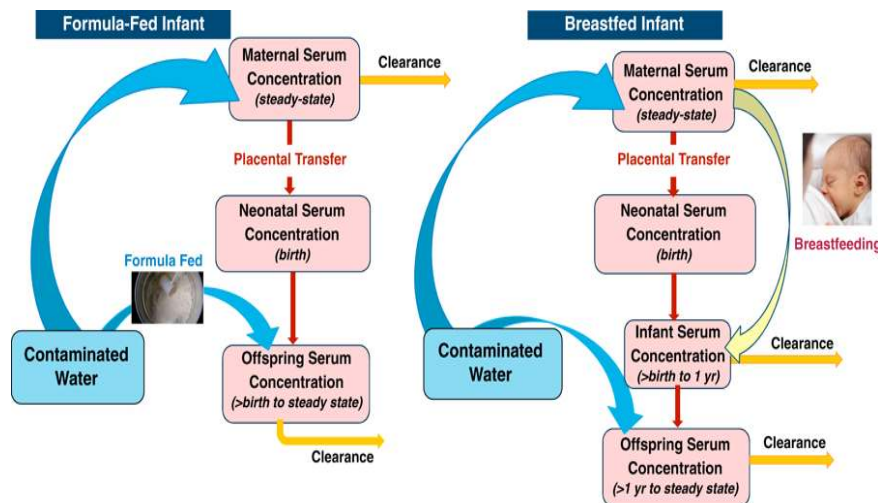 Formula-Fed Infant
Maternal Serum
Concentration
(steady-state)
Clearance
Placental Transfer
Neonatal Serum
Concentration
(birth)
Formula Fed
Contaminated
Water
Offspring Serum
Concentration
(>birth to steady state)
Clearance
Breastfed Infant
Maternal Serum
Concentration
(steady-state)
Clearance
Placental Transfer
Neonatal Serum
Concentration
(birth)
Breastfeeding
Contaminated
Water
Infant Serum
Concentration
(>birth to 1 yr)
Clearance
Offspring Serum
Concentration
(>1 yr to steady state)
Clearance